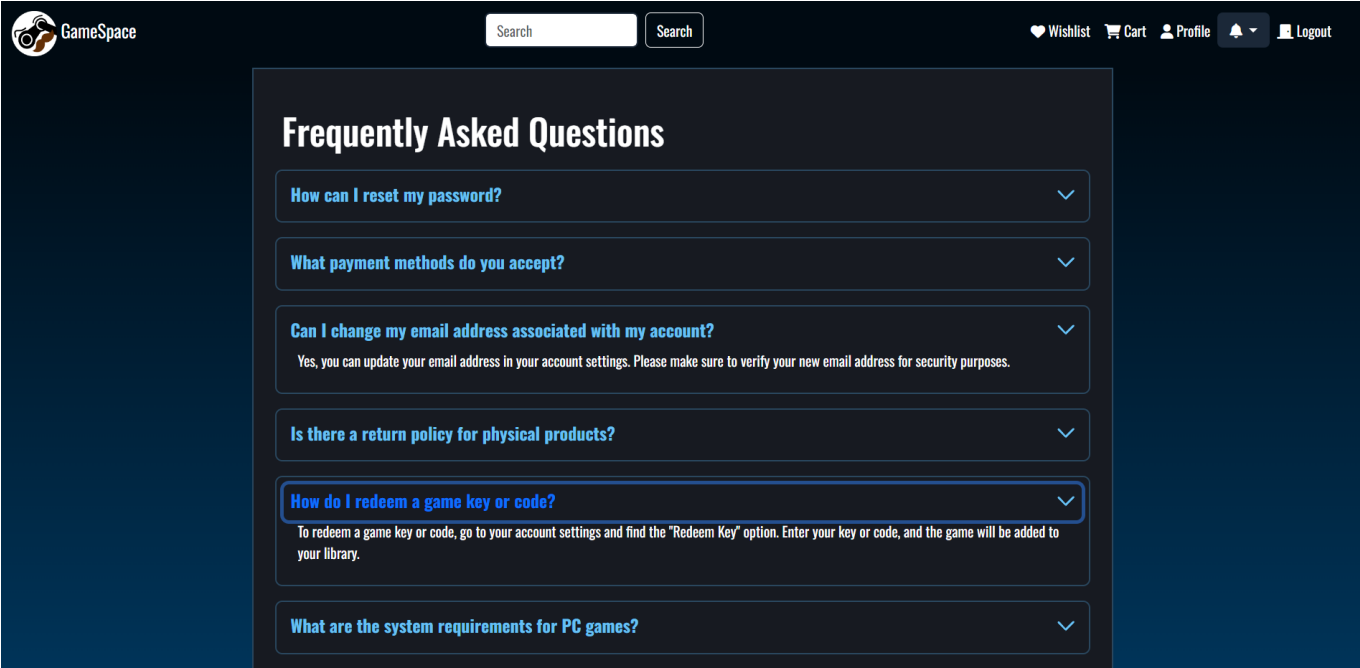 GameSpace
Search
Search
Wishlist
Cart
Profile
Logout
Frequently Asked Questions
How can I reset my password?
What payment methods do you accept?
Can I change my email address associated with my account?
Yes, you can update your email address in your account settings. Please make sure to verify your new email address for security purposes.
Is there a return policy for physical products?
How do I redeem a game key or code?
To redeem a game key or code, go to your account settings and find the "Redeem Key" option. Enter your key or code, and the game will be added to
your library.
What are the system requirements for PC games?